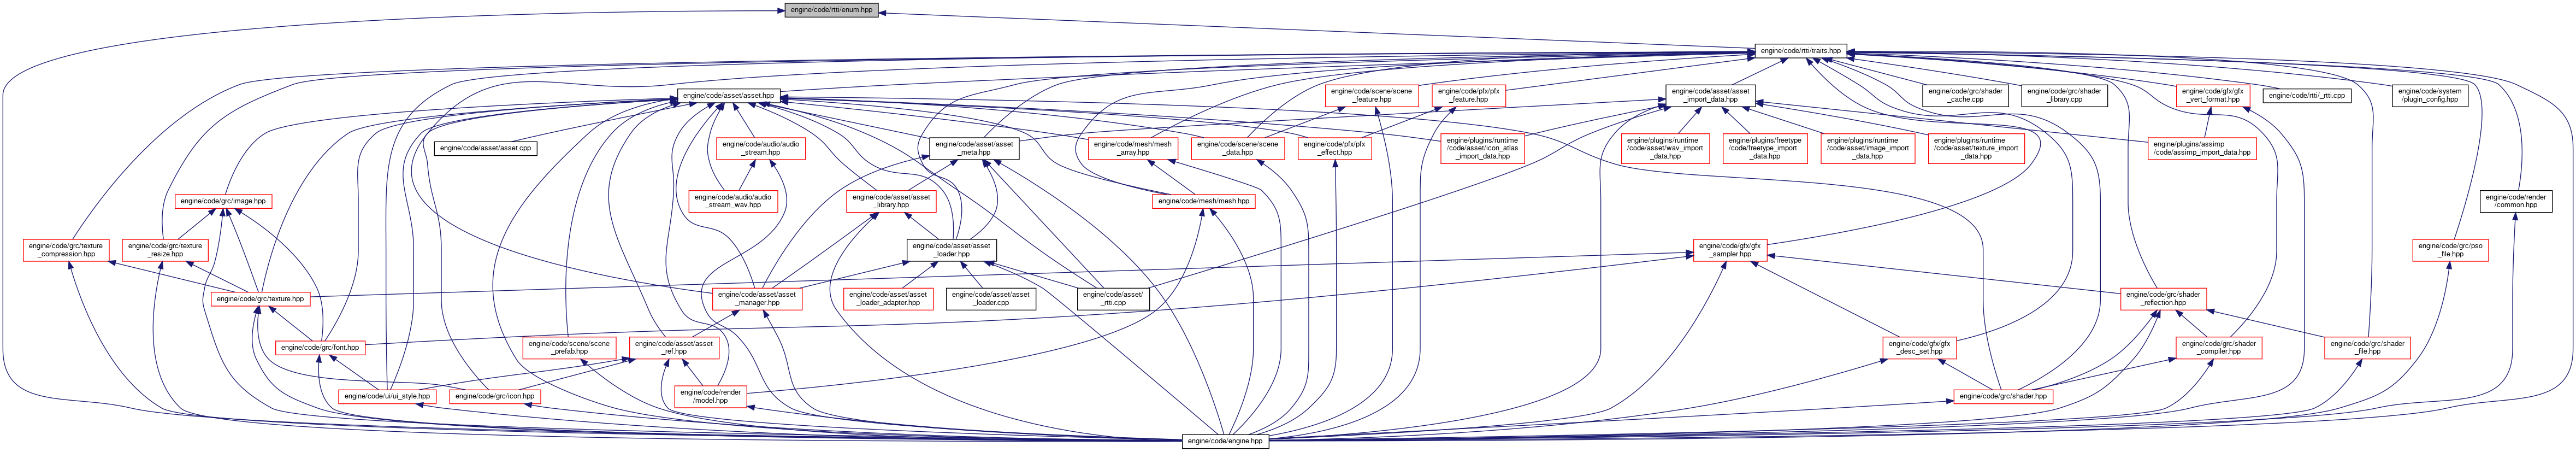 engine/code/rtti/enum.hpp
engine/code/rtti/traits.hpp
engine/code/asset/asset.hpp
engine/code/scene/scene
_feature.hpp
engine/code/pfx/pfx
_feature.hpp
engine/code/asset/asset
_import_data.hpp
engine/code/grc/shader
_cache.cpp
engine/code/grc/shader
_library.cpp
engine/code/gfx/gfx
_vert_format.hpp
engine/code/rtti/_rtti.cpp
engine/code/system
/plugin_config.hpp
engine/code/asset/asset.cpp
engine/code/audio/audio
_stream.hpp
engine/code/asset/asset
_meta.hpp
engine/code/mesh/mesh
_array.hpp
engine/code/scene/scene
_data.hpp
engine/code/pfx/pfx
_effect.hpp
engine/plugins/runtime
/code/asset/icon_atlas
_import_data.hpp
engine/plugins/runtime
/code/asset/wav_import
_data.hpp
engine/plugins/freetype
/code/freetype_import
_data.hpp
engine/plugins/runtime
/code/asset/image_import
_data.hpp
engine/plugins/runtime
/code/asset/texture_import
_data.hpp
engine/plugins/assimp
/code/assimp_import_data.hpp
engine/code/grc/image.hpp
engine/code/audio/audio
_stream_wav.hpp
engine/code/asset/asset
_library.hpp
engine/code/mesh/mesh.hpp
engine/code/render
/common.hpp
engine/code/grc/texture
_compression.hpp
engine/code/grc/texture
_resize.hpp
engine/code/asset/asset
_loader.hpp
engine/code/gfx/gfx
_sampler.hpp
engine/code/grc/pso
_file.hpp
engine/code/grc/texture.hpp
engine/code/asset/asset
_manager.hpp
engine/code/asset/asset
_loader_adapter.hpp
engine/code/asset/asset
_loader.cpp
engine/code/asset/
_rtti.cpp
engine/code/grc/shader
_reflection.hpp
engine/code/grc/font.hpp
engine/code/scene/scene
_prefab.hpp
engine/code/asset/asset
_ref.hpp
engine/code/gfx/gfx
_desc_set.hpp
engine/code/grc/shader
_compiler.hpp
engine/code/grc/shader
_file.hpp
engine/code/ui/ui_style.hpp
engine/code/grc/icon.hpp
engine/code/render
/model.hpp
engine/code/grc/shader.hpp
engine/code/engine.hpp